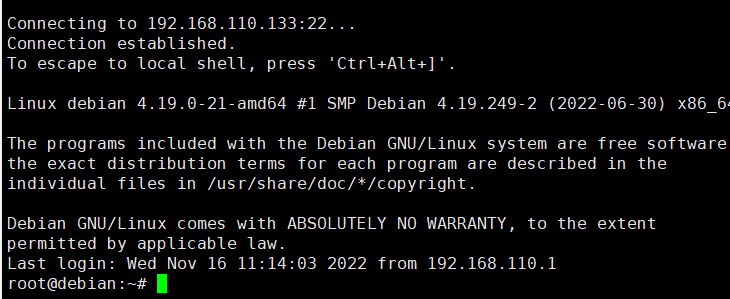 Connecting to 192.168.110.133:22...
Connection established.
To escape to local shell, press 'Ctrl+Alt+]'.
Linux debian 4.19.0-21-amd64 #1 SMP Debian 4.19.249-2 (2022-06-30) x86_64
The programs included with the Debian GNU/Linux system are free software
the exact distribution terms for each program are described in the
individual files in /usr/share/doc/*/copyright.
Debian GNU/Linux comes with ABSOLUTELY NO WARRANTY, to the extent
permitted by applicable law.
Last login: Wed Nov 16 11:14:03 2022 from 192.168.110.1
root@debian:~#